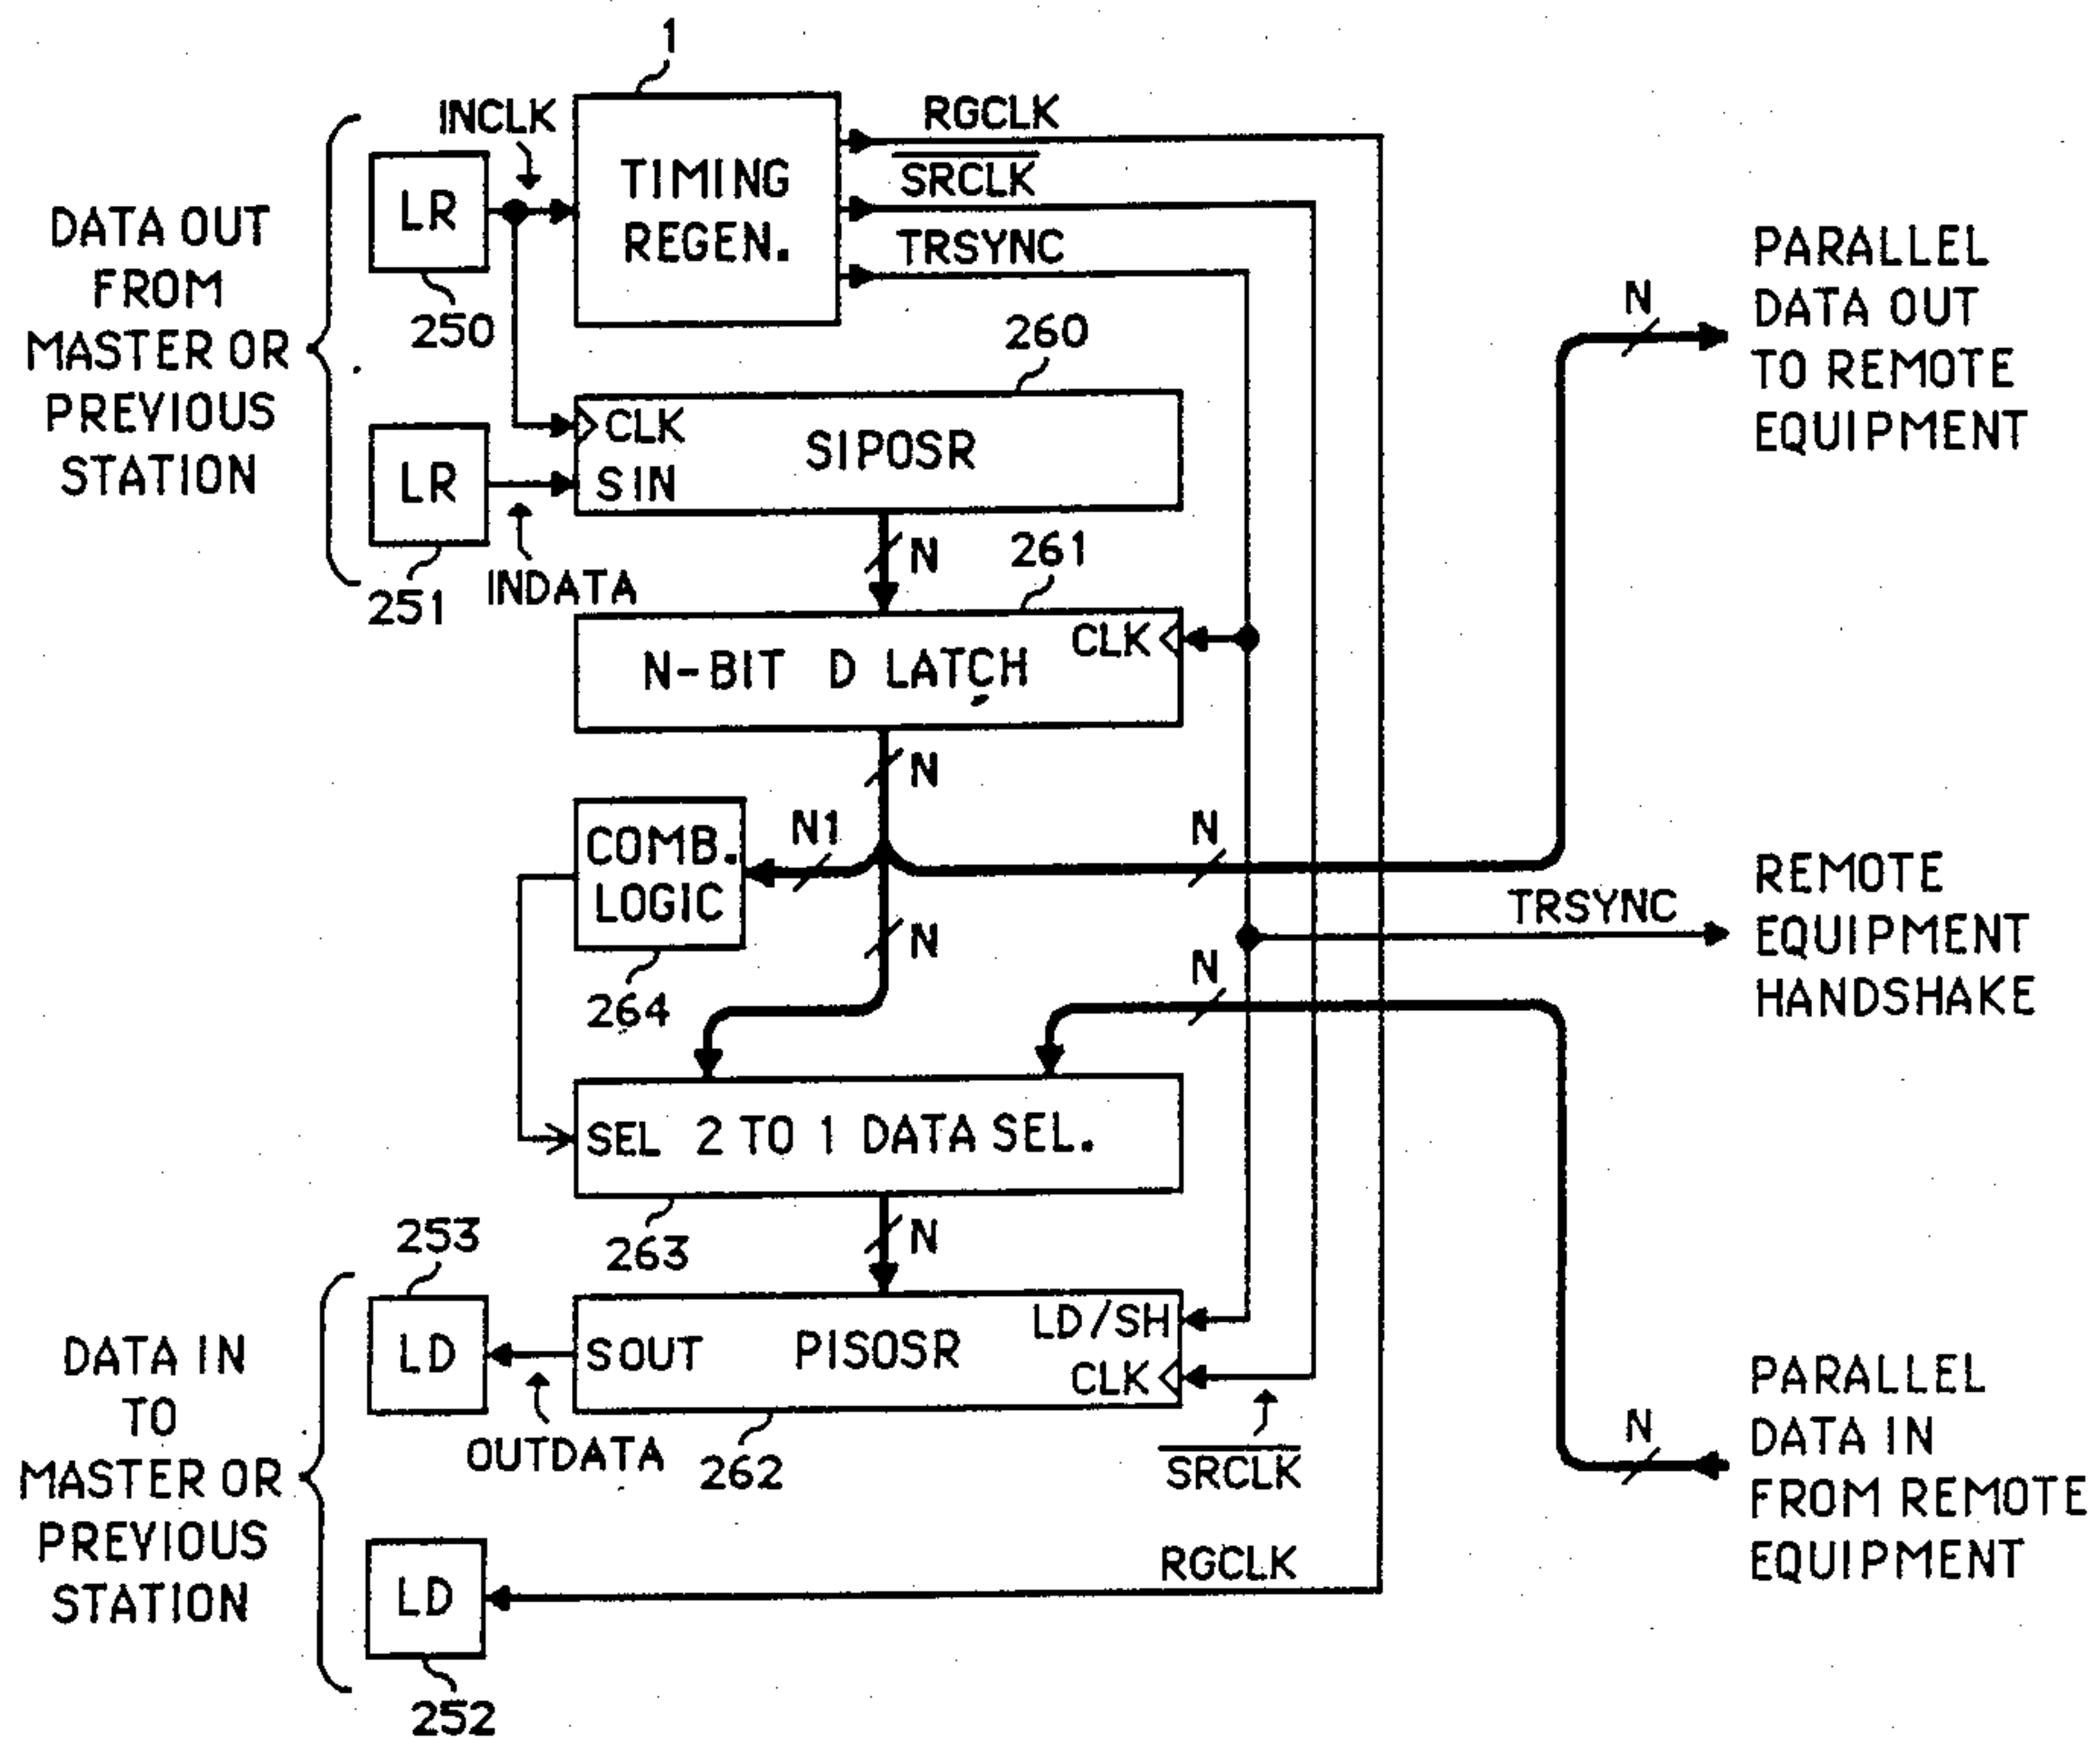 1
INCLK
RGCLK
SRCLK
TRSYNC
TIMING
REGEN.
LR
250
DATA OUT
FROM
MASTER OR
PREVIOUS
STATION
260
CLK
SIN
SIPOSR
LR
251
INDATA
N
261
N-BIT D LATCH
CLK
N
PARALLEL
DATA OUT
TO REMOTE
EQUIPMENT
N
COMB.
LOGIC
N1
N
264
N
TRSYNC
REMOTE
EQUIPMENT
HANDSHAKE
N
SEL 2 TO 1 DATA SEL.
263
N
253
LD
SOUT
PISOSR
LD/SH
CLK
OUTDATA
262
SRCLK
DATA IN
TO
MASTER OR
PREVIOUS
STATION
N
PARALLEL
DATA IN
FROM REMOTE
EQUIPMENT
RGCLK
LD
252